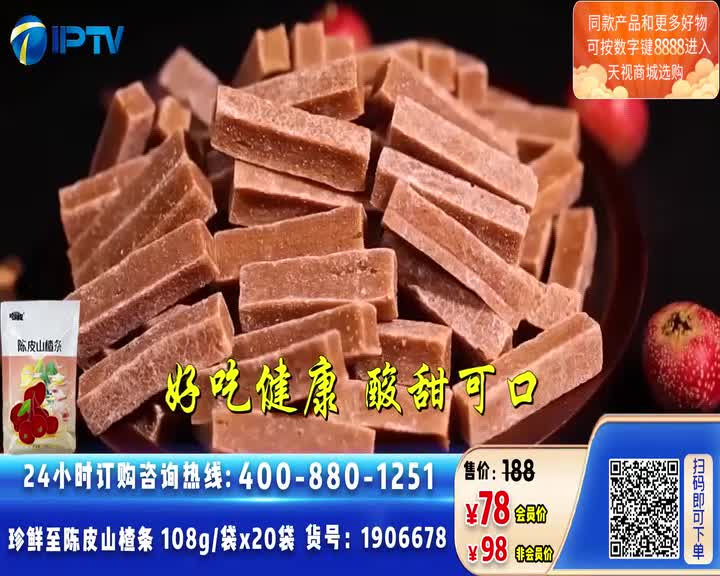 IPTV
同款产品和更多好物
可按数字键8888进入
天视商城选购
陈皮山楂条
好吃健康 酸甜可口
24小时订购咨询热线: 400-880-1251
珍鲜至陈皮山楂条 108g/袋x20袋 货号: 1906678
售价: 188
¥78 会员价
¥98 非会员价
扫码即可下单